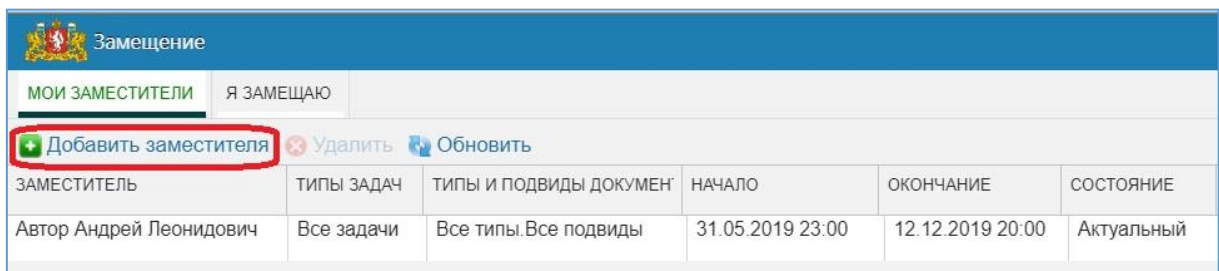 Замещение
МОИ ЗАМЕСТИТЕЛИ Я ЗАМЕЩАЮ
Добавить заместителя Удалить Обновить
ЗАМЕСТИТЕЛЬ ТИПЫ ЗАДАЧ ТИПЫ И ПОДВИДЫ ДОКУМЕНТ НАЧАЛО ОКОНЧАНИЕ СОСТОЯНИЕ
Автор Андрей Леонидович Все задачи Все типы.Все подвиды 31.05.2019 23:00 12.12.2019 20:00 Актуальный